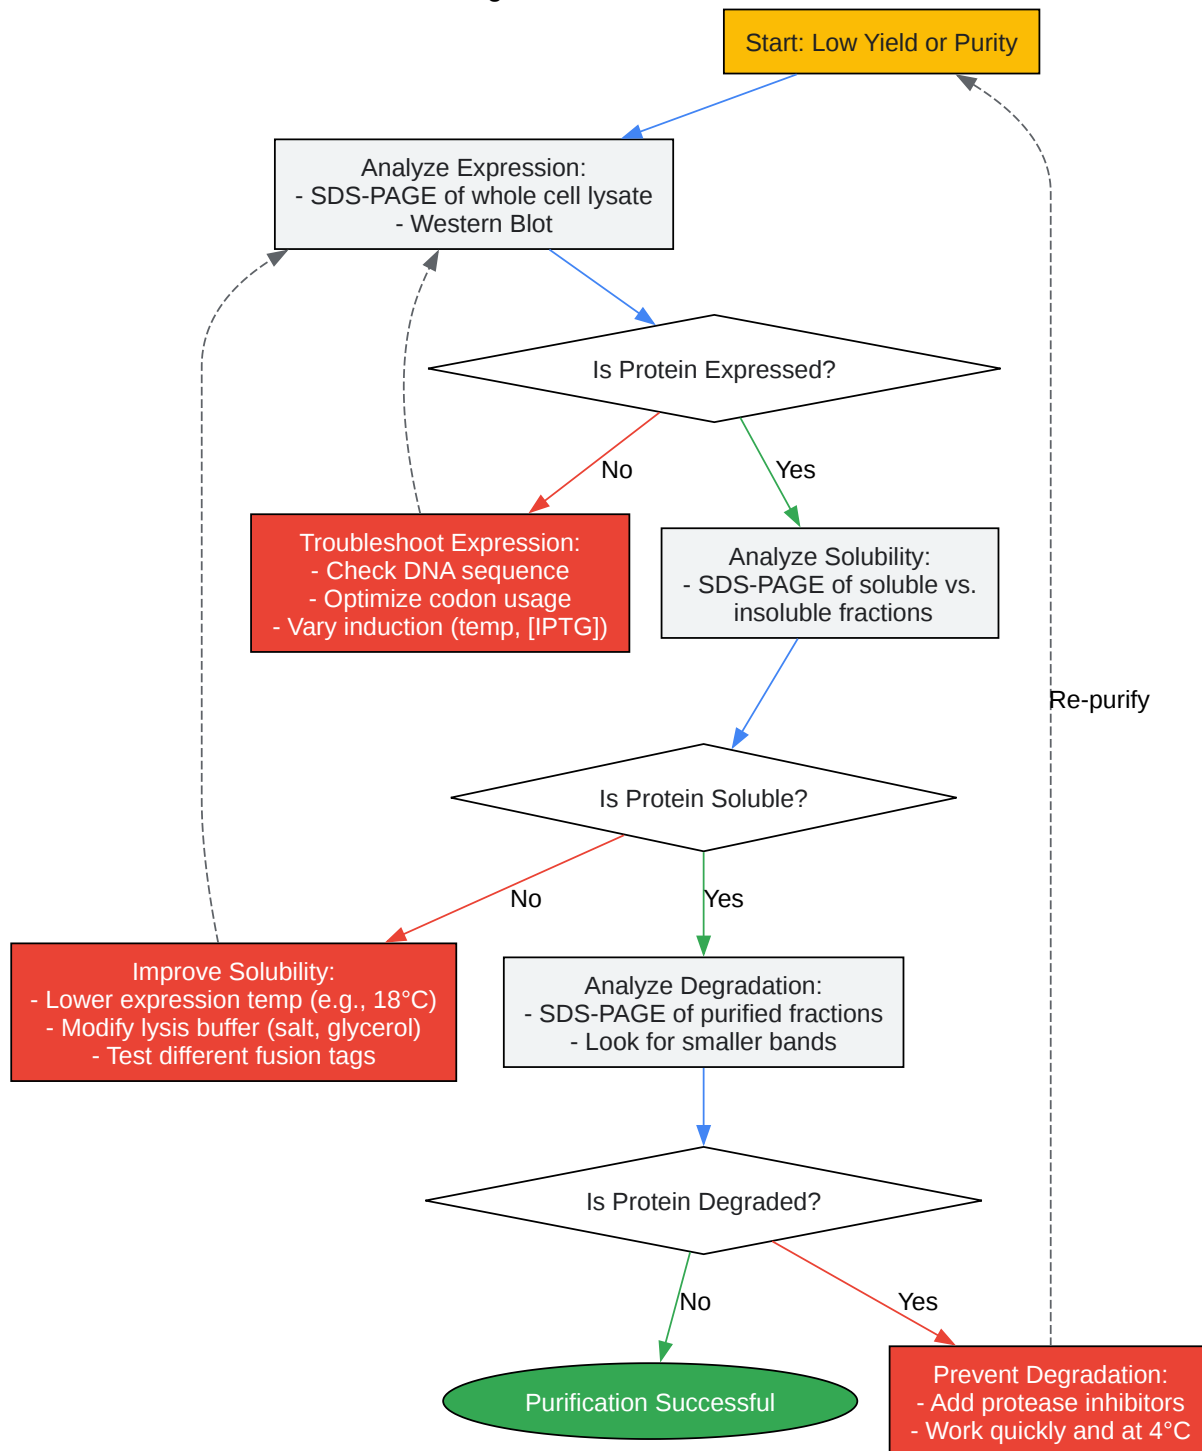 Start: Low Yield or Purity
Analyze Expression:
- SDS-PAGE of whole cell lysate
- Western Blot
Is Protein Expressed?
No
Yes
Troubleshoot Expression:
- Check DNA sequence
- Optimize codon usage
- Vary induction (temp, [IPTG])
Analyze Solubility:
- SDS-PAGE of soluble vs.
insoluble fractions
Re-purify
Is Protein Soluble?
No
Yes
Improve Solubility:
- Lower expression temp (e.g., 18°C)
- Modify lysis buffer (salt, glycerol)
- Test different fusion tags
Analyze Degradation:
- SDS-PAGE of purified fractions
- Look for smaller bands
Is Protein Degraded?
No
Yes
Purification Successful
Prevent Degradation:
- Add protease inhibitors
- Work quickly and at 4°C